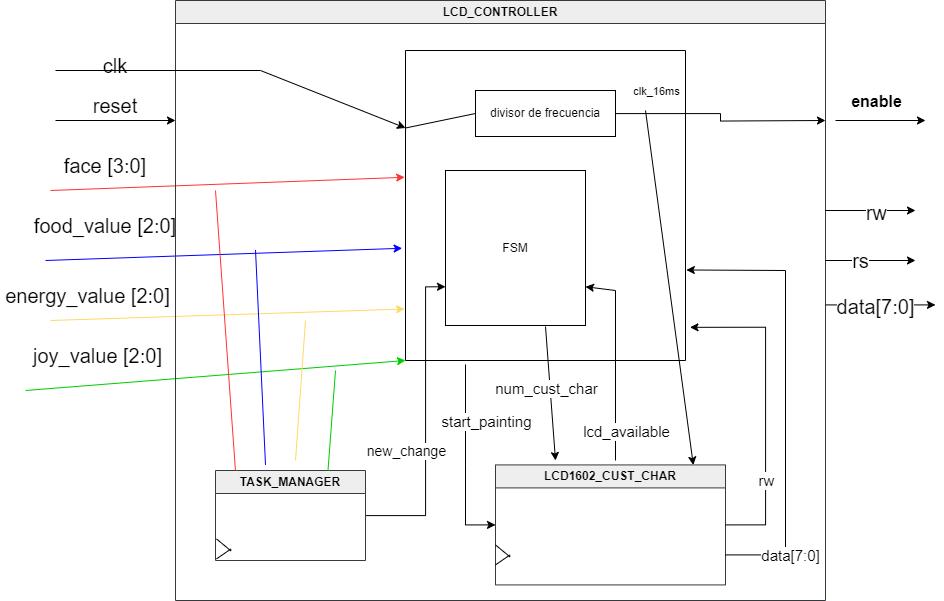 LCD_CONTROLLER
clk
reset
face [3:0]
food_value [2:0]
energy_value [2:0]
joy_value [2:0]
divisor de frecuencia
clk_16ms
enable
FSM
rw
rs
data[7:0]
num_cust_char
start_painting
lcd_available
new_change
TASK_MANAGER
LCD1602_CUST_CHAR
rw
data[7:0]